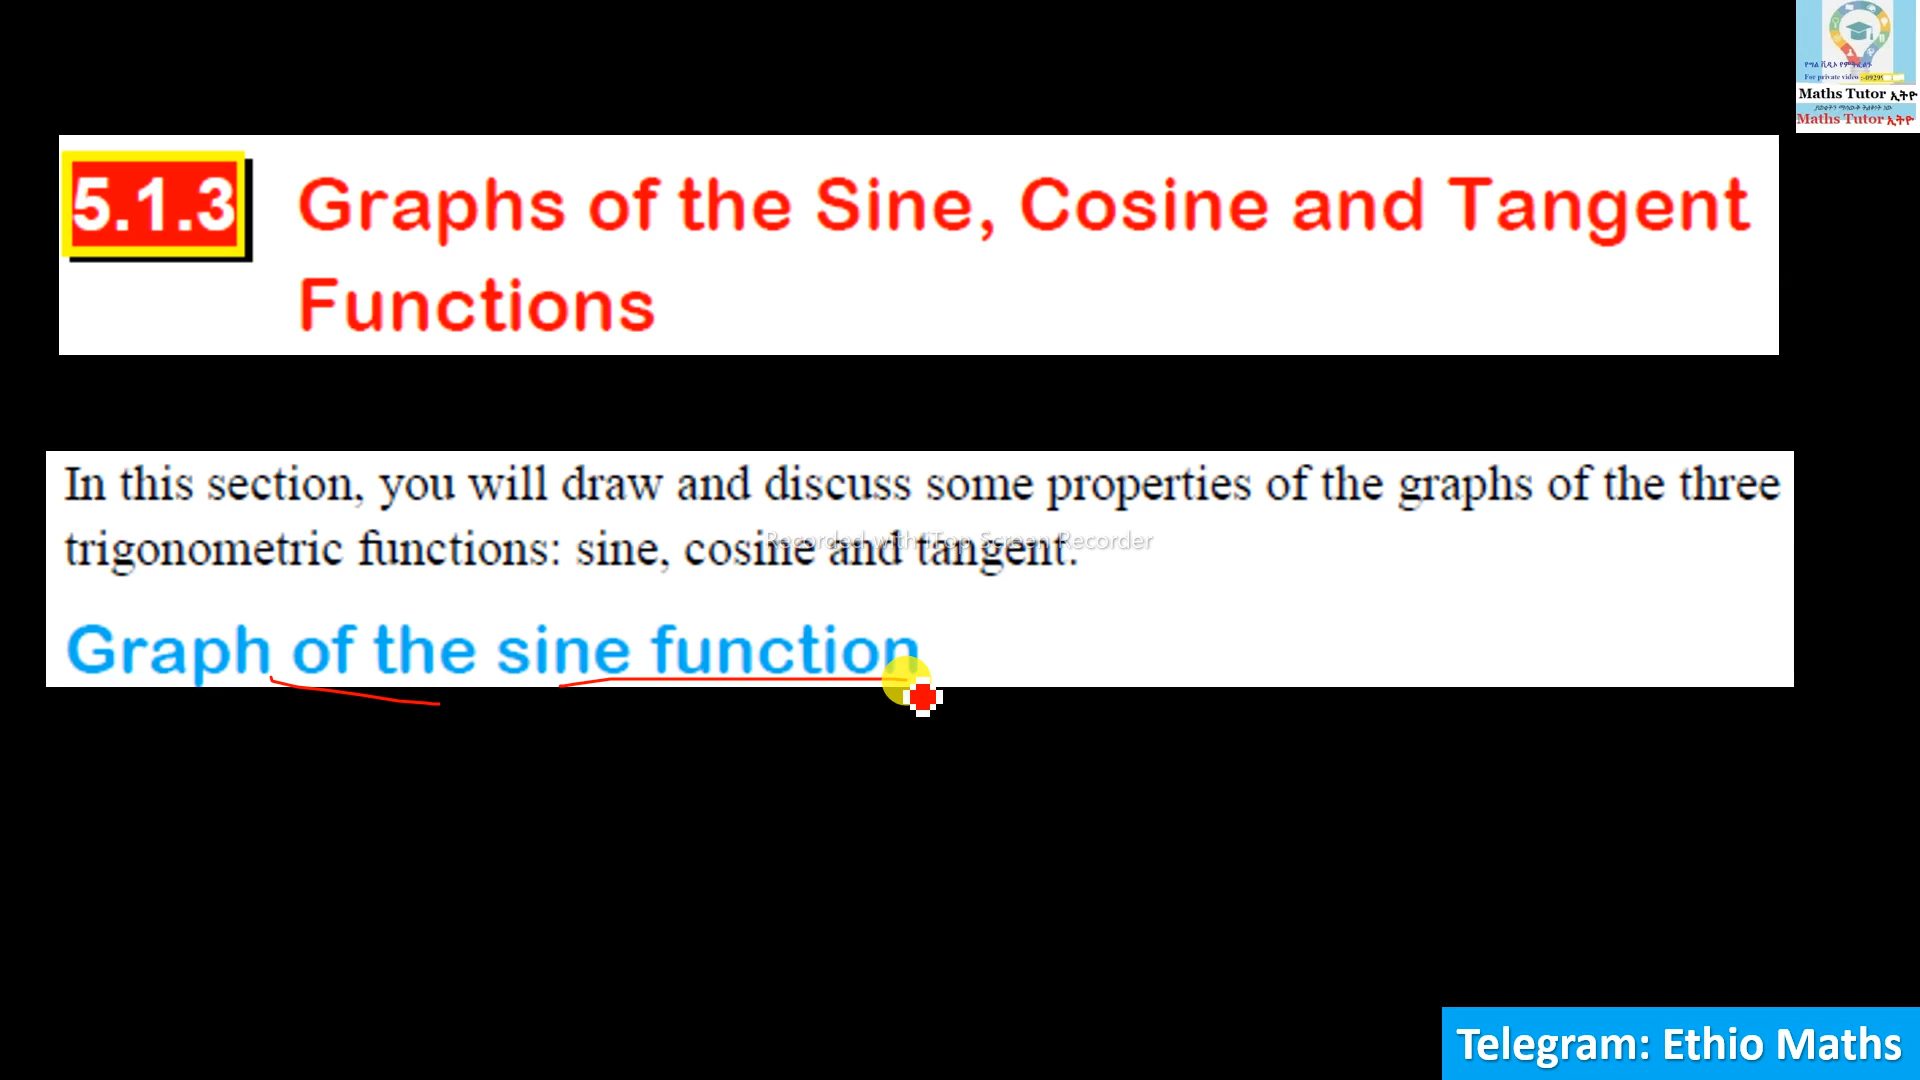 Maths Tutor ኢትዮ
Maths Tutor ኢትዮ
5.1.3 Graphs of the Sine, Cosine and Tangent
Functions
In this section, you will draw and discuss some properties of the graphs of the three
trigonometric functions: sine, cosine and tangent.
Recorded with iTop Screen Recorder
Graph of the sine function
Telegram: Ethio Maths